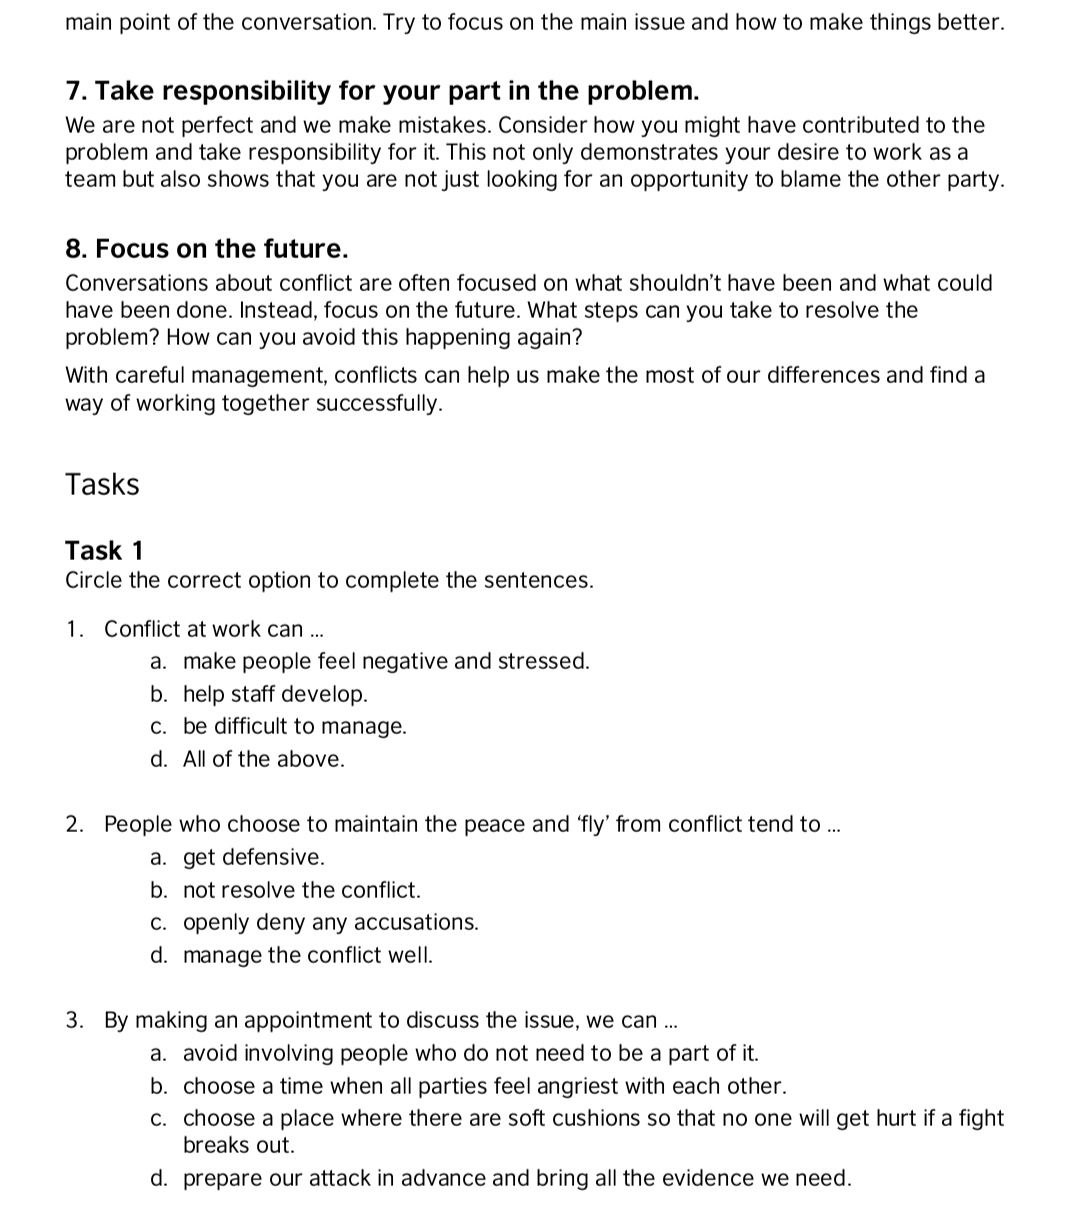 main point of the conversation. Try to focus on the main issue and how to make things better.
7. Take responsibility for your part in the problem.
We are not perfect and we make mistakes. Consider how you might have contributed to the
problem and take responsibility for it. This not only demonstrates your desire to work as a
team but also shows that you are not just looking for an opportunity to blame the other party.
8. Focus on the future.
Conversations about conflict are often focused on what shouldn’t have been and what could
have been done. Instead, focus on the future. What steps can you take to resolve the
problem? How can you avoid this happening again?
With careful management, conflicts can help us make the most of our differences and find a
way of working together successfully.
Tasks
Task 1
Circle the correct option to complete the sentences.
1. Conflict at work can ...
a. make people feel negative and stressed.
b. help staff develop.
c. be difficult to manage.
d. All of the above.
2. People who choose to maintain the peace and ‘fly’ from conflict tend to ...
a. get defensive.
b. not resolve the conflict.
c. openly deny any accusations.
d. manage the conflict well.
3. By making an appointment to discuss the issue, we can ...
a. avoid involving people who do not need to be a part of it.
b. choose a time when all parties feel angriest with each other.
c. choose a place where there are soft cushions so that no one will get hurt if a fight
breaks out.
d. prepare our attack in advance and bring all the evidence we need.